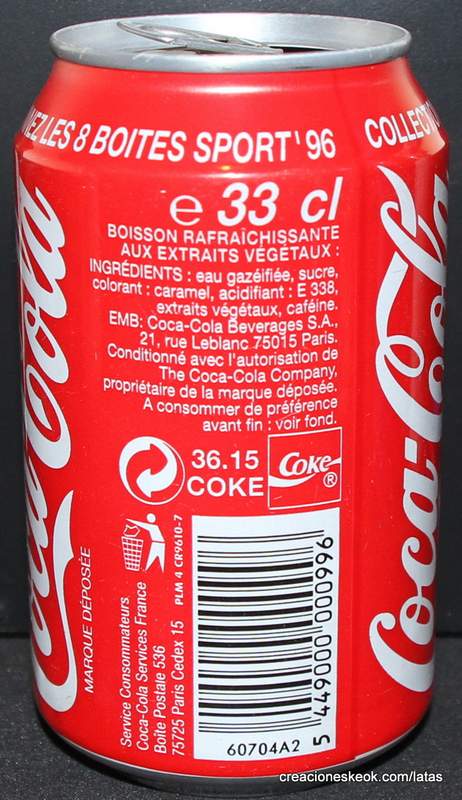 LES 8 BOITES SPORT' 96
Coca-Cola
MARQUE DÉPOSÉE
e 33 cl
BOISSON RAFRAÎCHISSANTE
AUX EXTRAITS VÉGÉTAUX :
INGRÉDIENTS : eau gazéifiée, sucre,
colorant : caramel, acidifiant : E 338,
extraits végétaux, caféine.
EMB: Coca-Cola Beverages S.A.,
21, rue Leblanc 75015 Paris.
Conditionné avec l'autorisation de
The Coca-Cola Company,
propriétaire de la marque déposée.
A consommer de préférence
avant fin : voir fond.
36.15
COKE
Coke
®
PLM 4 CR9610-7
Service Consommateurs
Coca-Cola Services France
Boîte Postale 536
75725 Paris Cedex 15
5 449000 000996
60704A2
Coca-Cola
creacioneskeok.com/latas